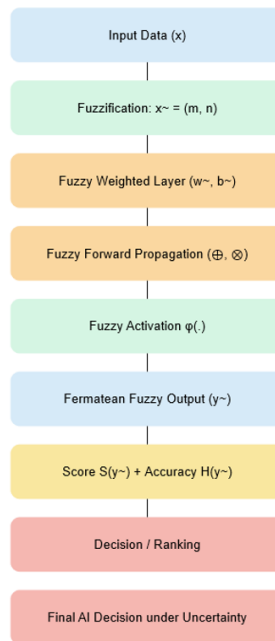 Input Data (x)
Fuzzification: x~ = (m, n)
Fuzzy Weighted Layer (w~, b~)
Fuzzy Forward Propagation (⊕, ⊗)
Fuzzy Activation φ(.)
Fermatean Fuzzy Output (y~)
Score S(y~) + Accuracy H(y~)
Decision / Ranking
Final AI Decision under Uncertainty